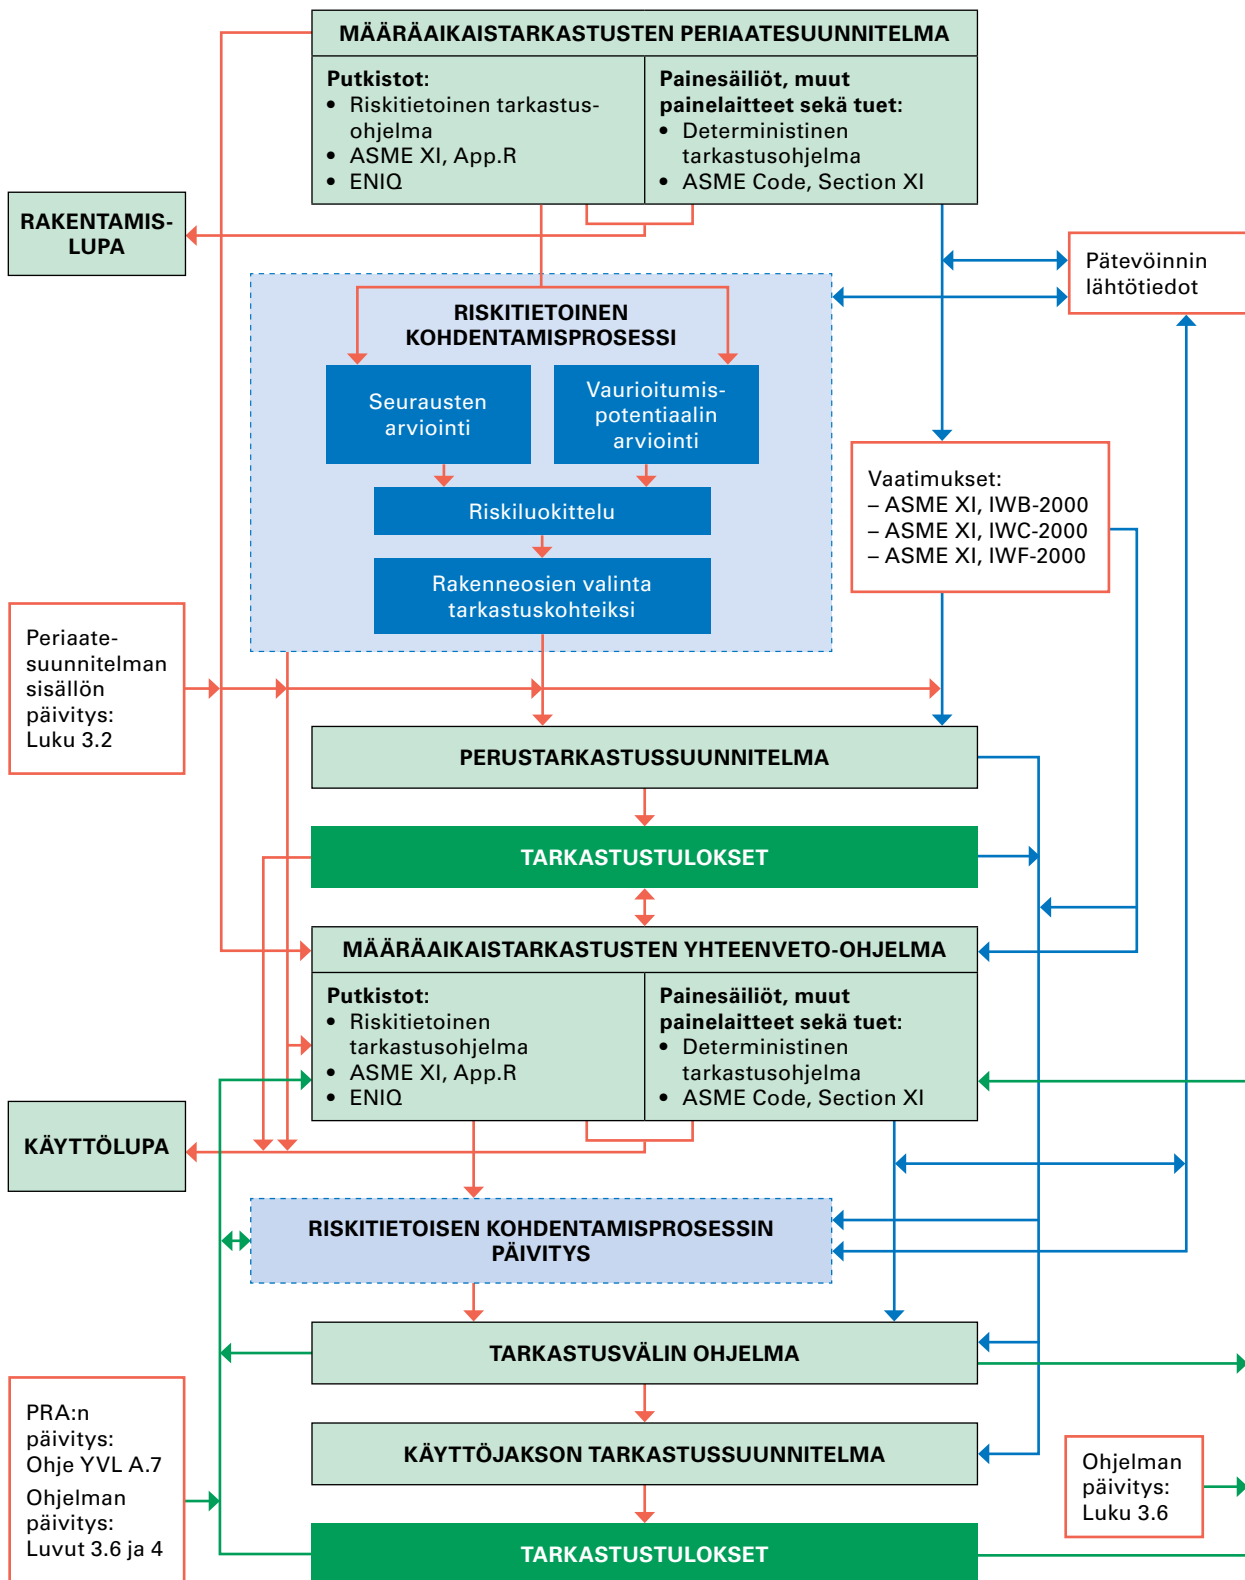 MÄÄRÄAIKAISTARKASTUSTEN PERIAATESUUNNITELMA
Putkistot:
• Riskitietoinen tarkastus-
ohjelma
• ASME XI, App.R
• ENIQ
Painesäiliöt, muut
painelaitteet sekä tuet:
• Deterministinen
tarkastusohjelma
• ASME Code, Section XI
RAKENTAMIS-
LUPA
Pätevöinnin
lähtötiedot
RISKITIETOINEN
KOHDENTAMISPROSESSI
Seurausten
arviointi
Vaurioitumis-
potentiaalin
arviointi
Riskiluokittelu
Rakenneosien valinta
tarkastuskohteiksi
Vaatimukset:
– ASME XI, IWB-2000
– ASME XI, IWC-2000
– ASME XI, IWF-2000
Periaate-
suunnitelman
sisällön
päivitys:
Luku 3.2
PERUSTARKASTUSSUUNNITELMA
TARKASTUSTULOKSET
MÄÄRÄAIKAISTARKASTUSTEN YHTEENVETO-OHJELMA
Putkistot:
• Riskitietoinen
tarkastusohjelma
• ASME XI, App.R
• ENIQ
Painesäiliöt, muut
painelaitteet sekä tuet:
• Deterministinen
tarkastusohjelma
• ASME Code, Section XI
KÄYTTÖLUPA
RISKITIETOISEN KOHDENTAMISPROSESSIN
PÄIVITYS
TARKASTUSVÄLIN OHJELMA
PRA:n
päivitys:
Ohje YVL A.7
Ohjelman
päivitys:
Luvut 3.6 ja 4
KÄYTTÖJAKSON TARKASTUSSUUNNITELMA
Ohjelman
päivitys:
Luku 3.6
TARKASTUSTULOKSET